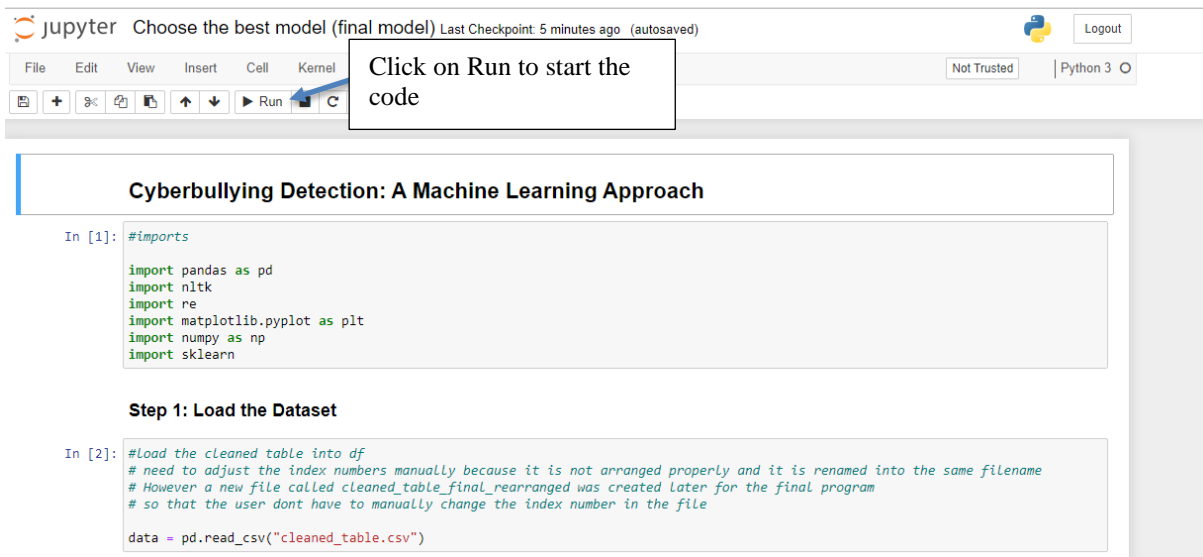 jupyter Choose the best model (final model) Last Checkpoint: 5 minutes ago (autosaved)
Logout
File Edit View Insert Cell Kernel
Click on Run to start the
code
Not Trusted
Python 3
Run
C
Cyberbullying Detection: A Machine Learning Approach
In [1]: #imports
import pandas as pd
import nltk
import re
import matplotlib.pyplot as plt
import numpy as np
import sklearn
Step 1: Load the Dataset
In [2]: #load the cleaned table into df
# need to adjust the index numbers manually because it is not arranged properly and it is renamed into the same filename
# However a new file called cleaned_table_final_rearranged was created later for the final program
# so that the user dont have to manually change the index number in the file
data = pd.read_csv("cleaned_table.csv")